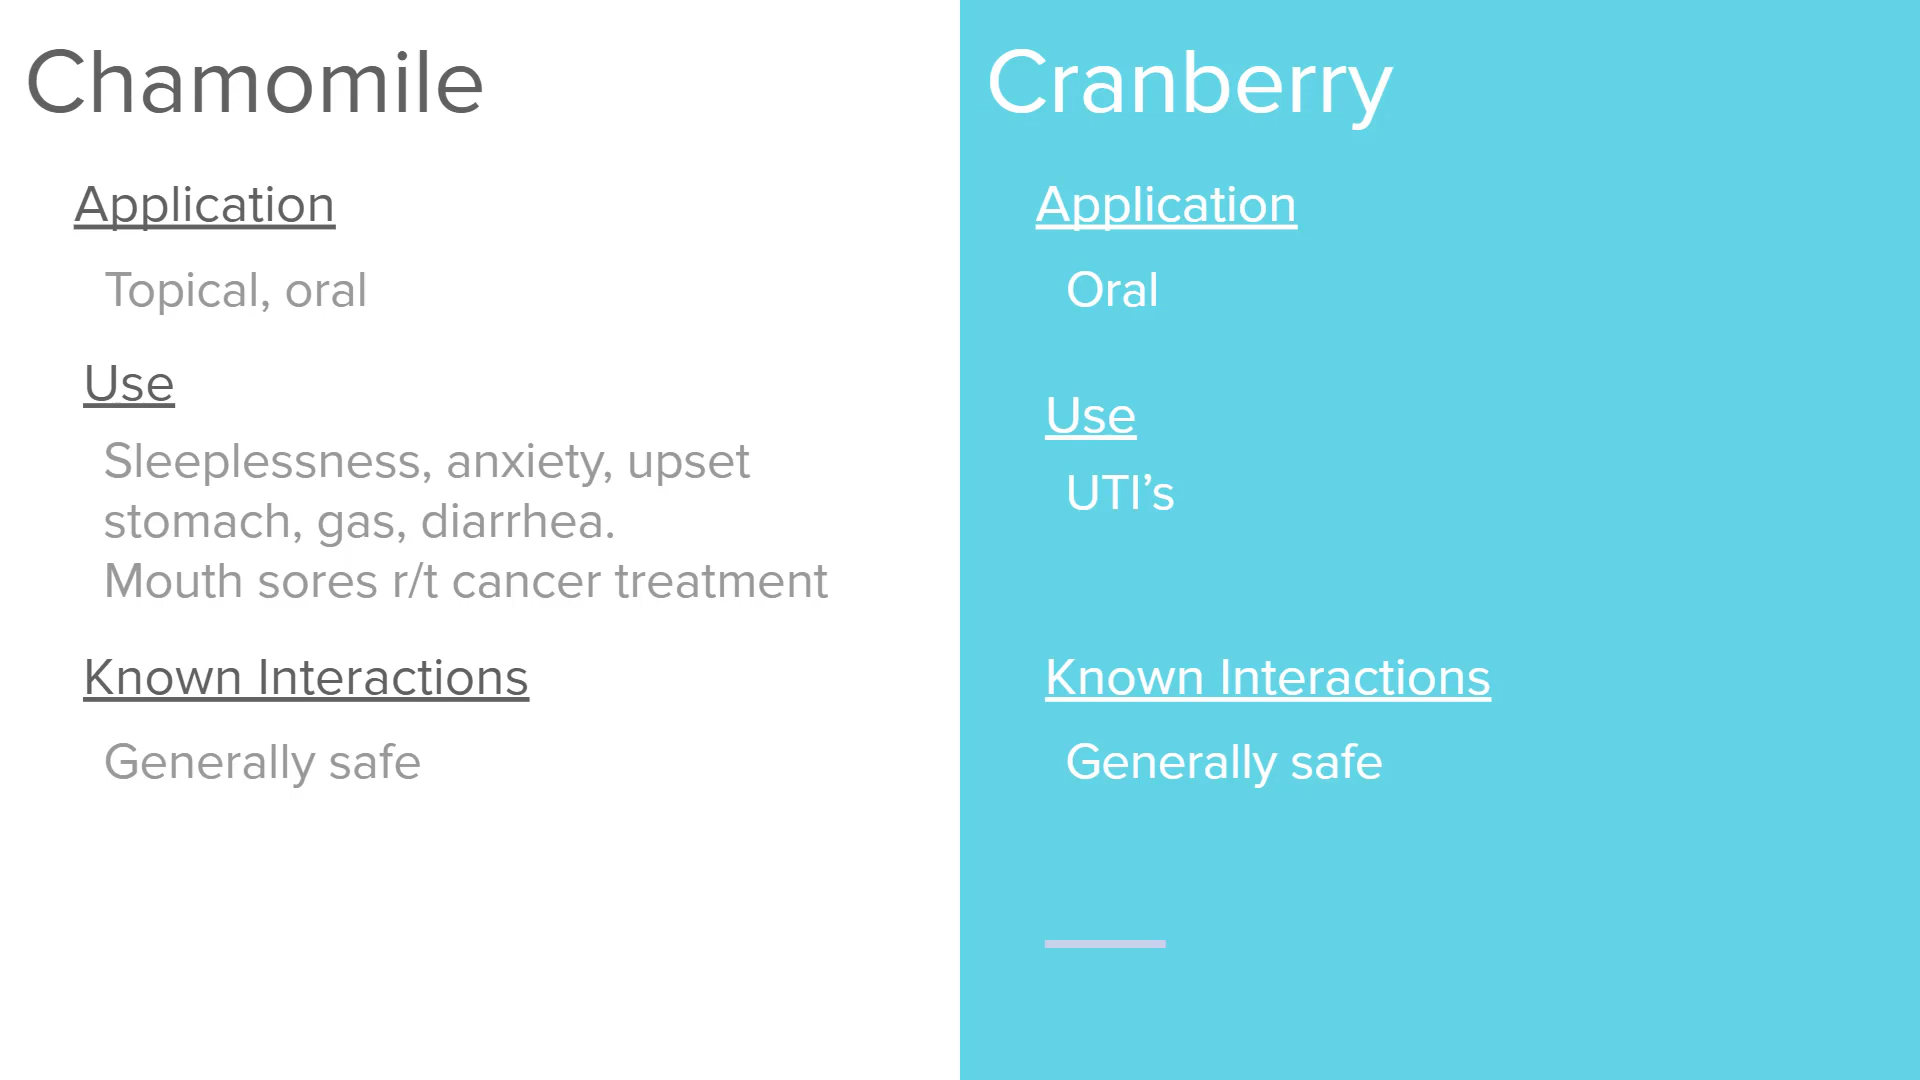 Chamomile
Application
Topical, oral
Use
Sleeplessness, anxiety, upset
stomach, gas, diarrhea.
Mouth sores r/t cancer treatment
Known Interactions
Generally safe
Cranberry
Application
Oral
Use
UTI’s
Known Interactions
Generally safe